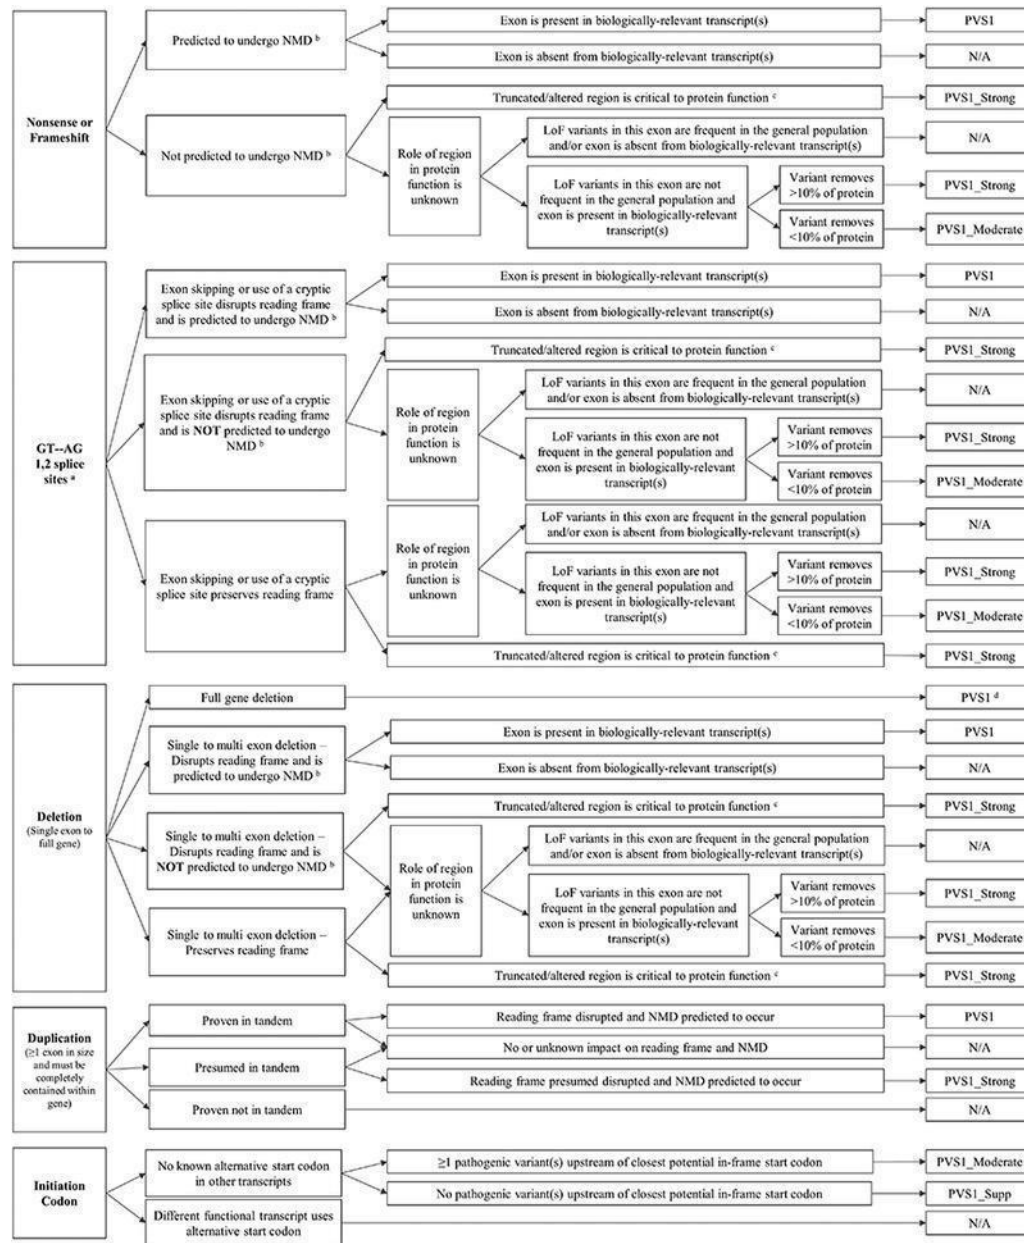 Exon is present in biologically-relevant transcript(s)
PVS1
Predicted to undergo NMD ᵇ
Exon is absent from biologically-relevant transcript(s)
N/A
Nonsense or
Frameshift
Truncated/altered region is critical to protein function ᶜ
PVS1_Strong
Not predicted to undergo NMD ᵇ
Role of region
in protein
function is
unknown
LoF variants in this exon are frequent in the general population
and/or exon is absent from biologically-relevant transcript(s)
N/A
LoF variants in this exon are not
frequent in the general population and
exon is present in biologically-relevant
transcript(s)
Variant removes
>10% of protein
PVS1_Strong
Variant removes
<10% of protein
PVS1_Moderate
GT--AG
1,2 splice
sites ᵃ
Exon skipping or use of a cryptic
splice site disrupts reading frame
and is predicted to undergo NMD ᵇ
Exon is present in biologically-relevant transcript(s)
PVS1
Exon is absent from biologically-relevant transcript(s)
N/A
Exon skipping or use of a cryptic
splice site disrupts reading frame
and is NOT predicted to undergo
NMD ᵇ
Truncated/altered region is critical to protein function ᶜ
PVS1_Strong
Role of region
in protein
function is
unknown
LoF variants in this exon are frequent in the general population
and/or exon is absent from biologically-relevant transcript(s)
N/A
LoF variants in this exon are not
frequent in the general population and
exon is present in biologically-relevant
transcript(s)
Variant removes
>10% of protein
PVS1_Strong
Variant removes
<10% of protein
PVS1_Moderate
Exon skipping or use of a cryptic
splice site preserves reading frame
Role of region
in protein
function is
unknown
LoF variants in this exon are frequent in the general population
and/or exon is absent from biologically-relevant transcript(s)
N/A
LoF variants in this exon are not
frequent in the general population and
exon is present in biologically-relevant
transcript(s)
Variant removes
>10% of protein
PVS1_Strong
Variant removes
<10% of protein
PVS1_Moderate
Truncated/altered region is critical to protein function ᶜ
PVS1_Strong
Deletion
(Single exon to
full gene)
Full gene deletion
PVS1 ᵈ
Single to multi exon deletion –
Disrupts reading frame and is
predicted to undergo NMD ᵇ
Exon is present in biologically-relevant transcript(s)
PVS1
Exon is absent from biologically-relevant transcript(s)
N/A
Single to multi exon deletion –
Disrupts reading frame and is
NOT predicted to undergo NMD ᵇ
Truncated/altered region is critical to protein function ᶜ
PVS1_Strong
Role of region
in protein
function is
unknown
LoF variants in this exon are frequent in the general population
and/or exon is absent from biologically-relevant transcript(s)
N/A
LoF variants in this exon are not
frequent in the general population and
exon is present in biologically-relevant
transcript(s)
Variant removes
>10% of protein
PVS1_Strong
Variant removes
<10% of protein
PVS1_Moderate
Single to multi exon deletion –
Preserves reading frame
Truncated/altered region is critical to protein function ᶜ
PVS1_Strong
Duplication
(≥1 exon in size
and must be
completely
contained within
gene)
Proven in tandem
Reading frame disrupted and NMD predicted to occur
PVS1
No or unknown impact on reading frame and NMD
N/A
Presumed in tandem
Reading frame presumed disrupted and NMD predicted to occur
PVS1_Strong
Proven not in tandem
N/A
Initiation
Codon
No known alternative start codon
in other transcripts
≥1 pathogenic variant(s) upstream of closest potential in-frame start codon
PVS1_Moderate
No pathogenic variant(s) upstream of closest potential in-frame start codon
PVS1_Supp
Different functional transcript uses
alternative start codon
N/A